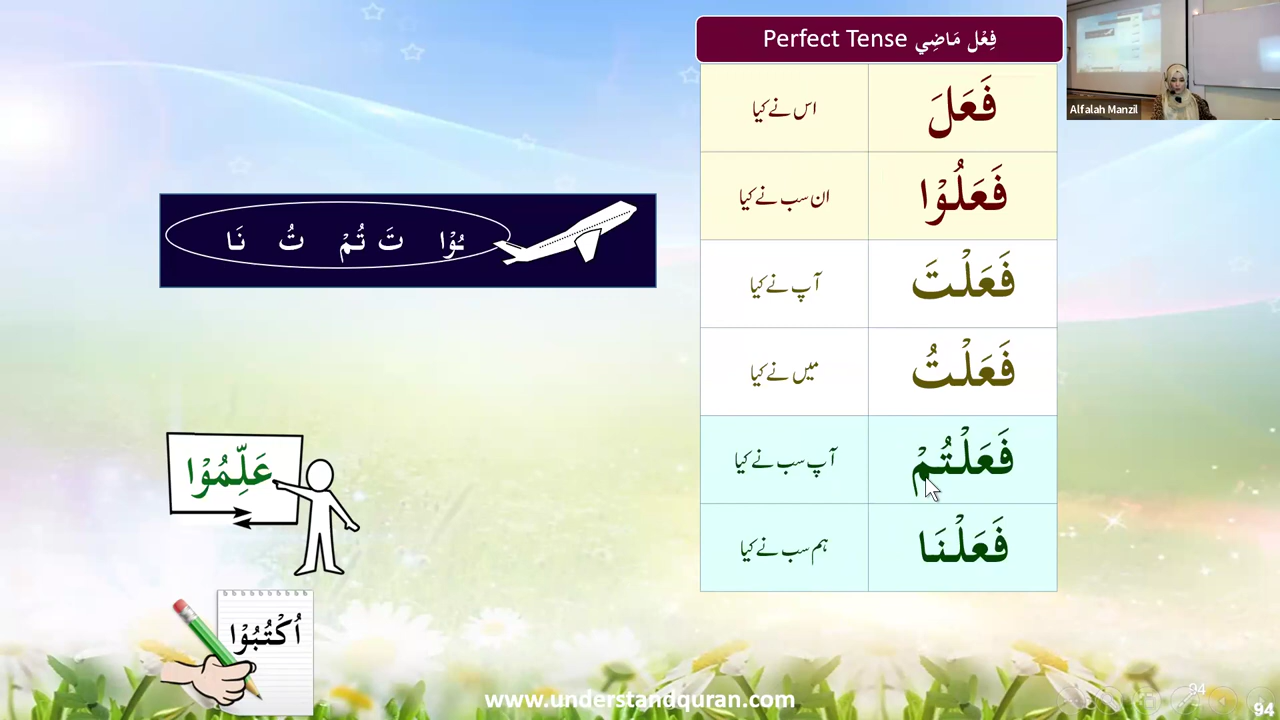 Perfect Tense فِعْل مَاضِي
فَعَلَ اس نے کیا
فَعَلُوْا ان سب نے کیا
فَعَلْتَ آپ نے کیا
فَعَلْتُ میں نے کیا
فَعَلْتُمْ آپ سب نے کیا
فَعَلْنَا ہم سب نے کیا
ـُوْا تَ تُمْ تُ نَا
عَلِّمُوْا
اُكْتُبُوْا
www.understandquran.com
Alfalah Manzil
94
94